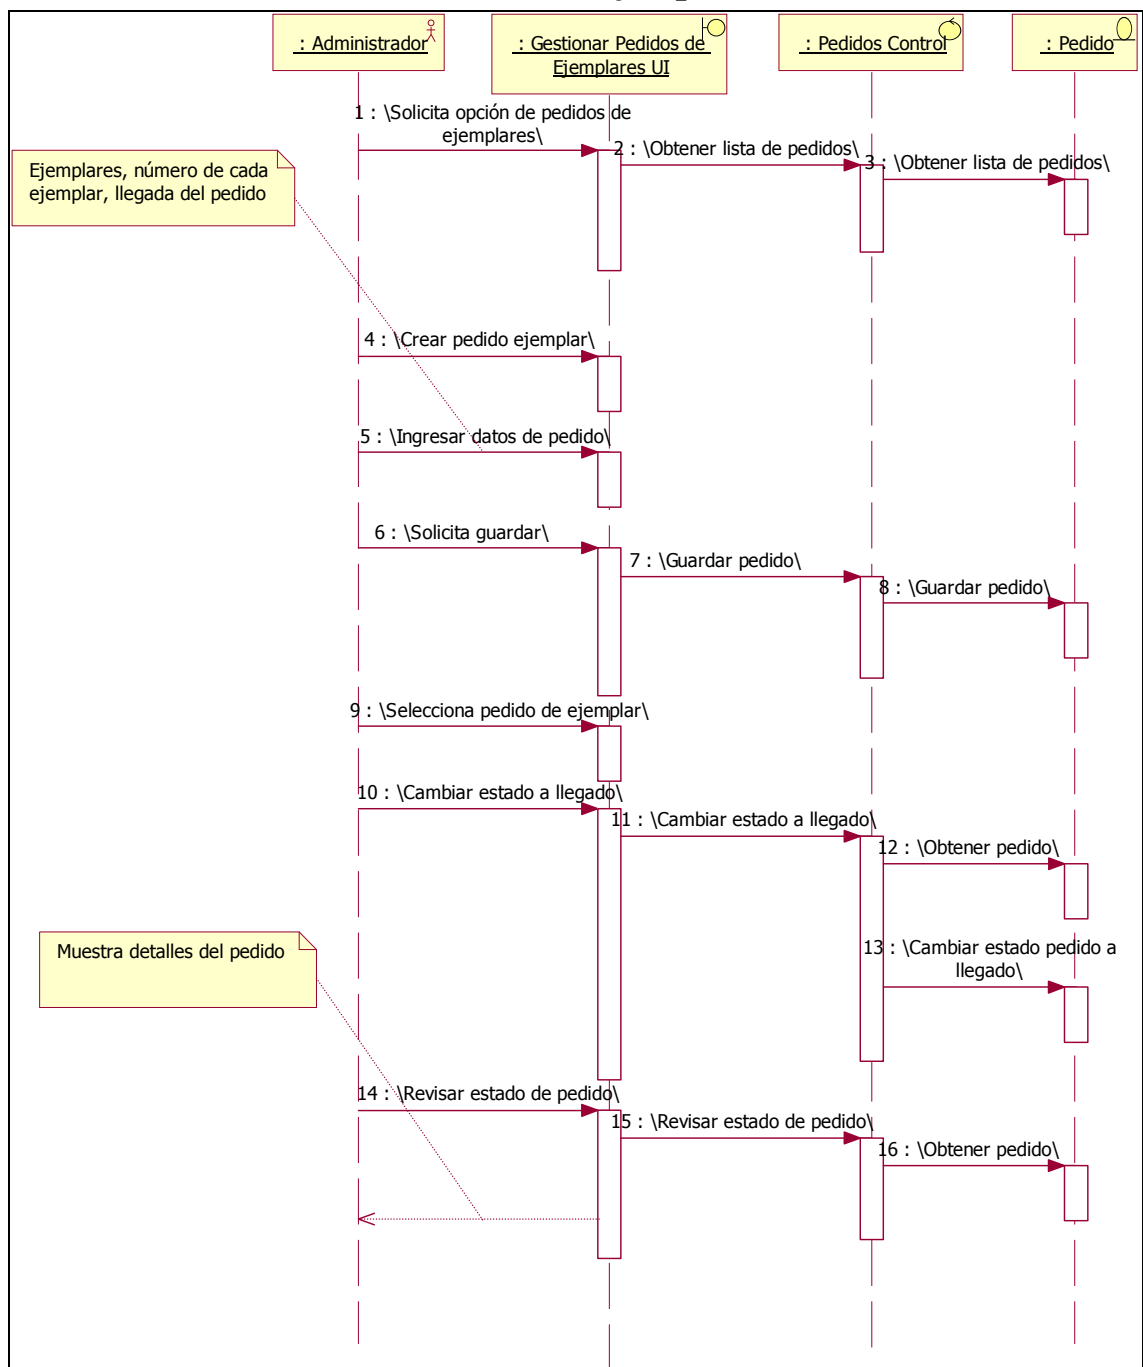 : Administrador
: Gestionar Pedidos de
Ejemplares UI
: Pedidos Control
: Pedido
1 : \Solicita opción de pedidos de
ejemplares\
2 : \Obtener lista de pedidos\
3 : \Obtener lista de pedidos\
Ejemplares, número de cada
ejemplar, llegada del pedido
4 : \Crear pedido ejemplar\
5 : \Ingresar datos de pedido\
6 : \Solicita guardar\
7 : \Guardar pedido\
8 : \Guardar pedido\
9 : \Selecciona pedido de ejemplar\
10 : \Cambiar estado a llegado\
11 : \Cambiar estado a llegado\
12 : \Obtener pedido\
13 : \Cambiar estado pedido a
llegado\
Muestra detalles del pedido
14 : \Revisar estado de pedido\
15 : \Revisar estado de pedido\
16 : \Obtener pedido\